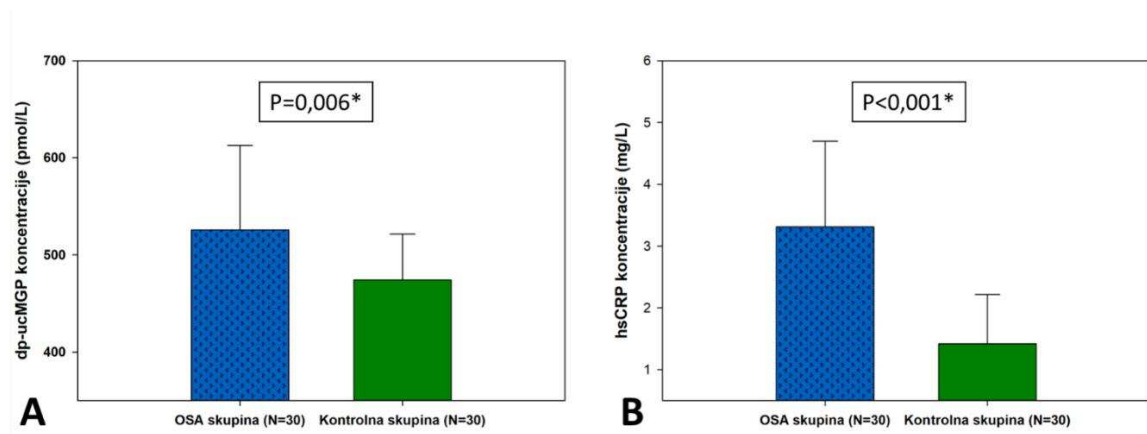 700
600
500
400
dp-ucMGP koncentracije (pmol/L)
P=0,006*
OSA skupina (N=30) Kontrolna skupina (N=30)
A
6
5
4
3
2
1
hsCRP koncentracije (mg/L)
P<0,001*
OSA skupina (N=30) Kontrolna skupina (N=30)
B